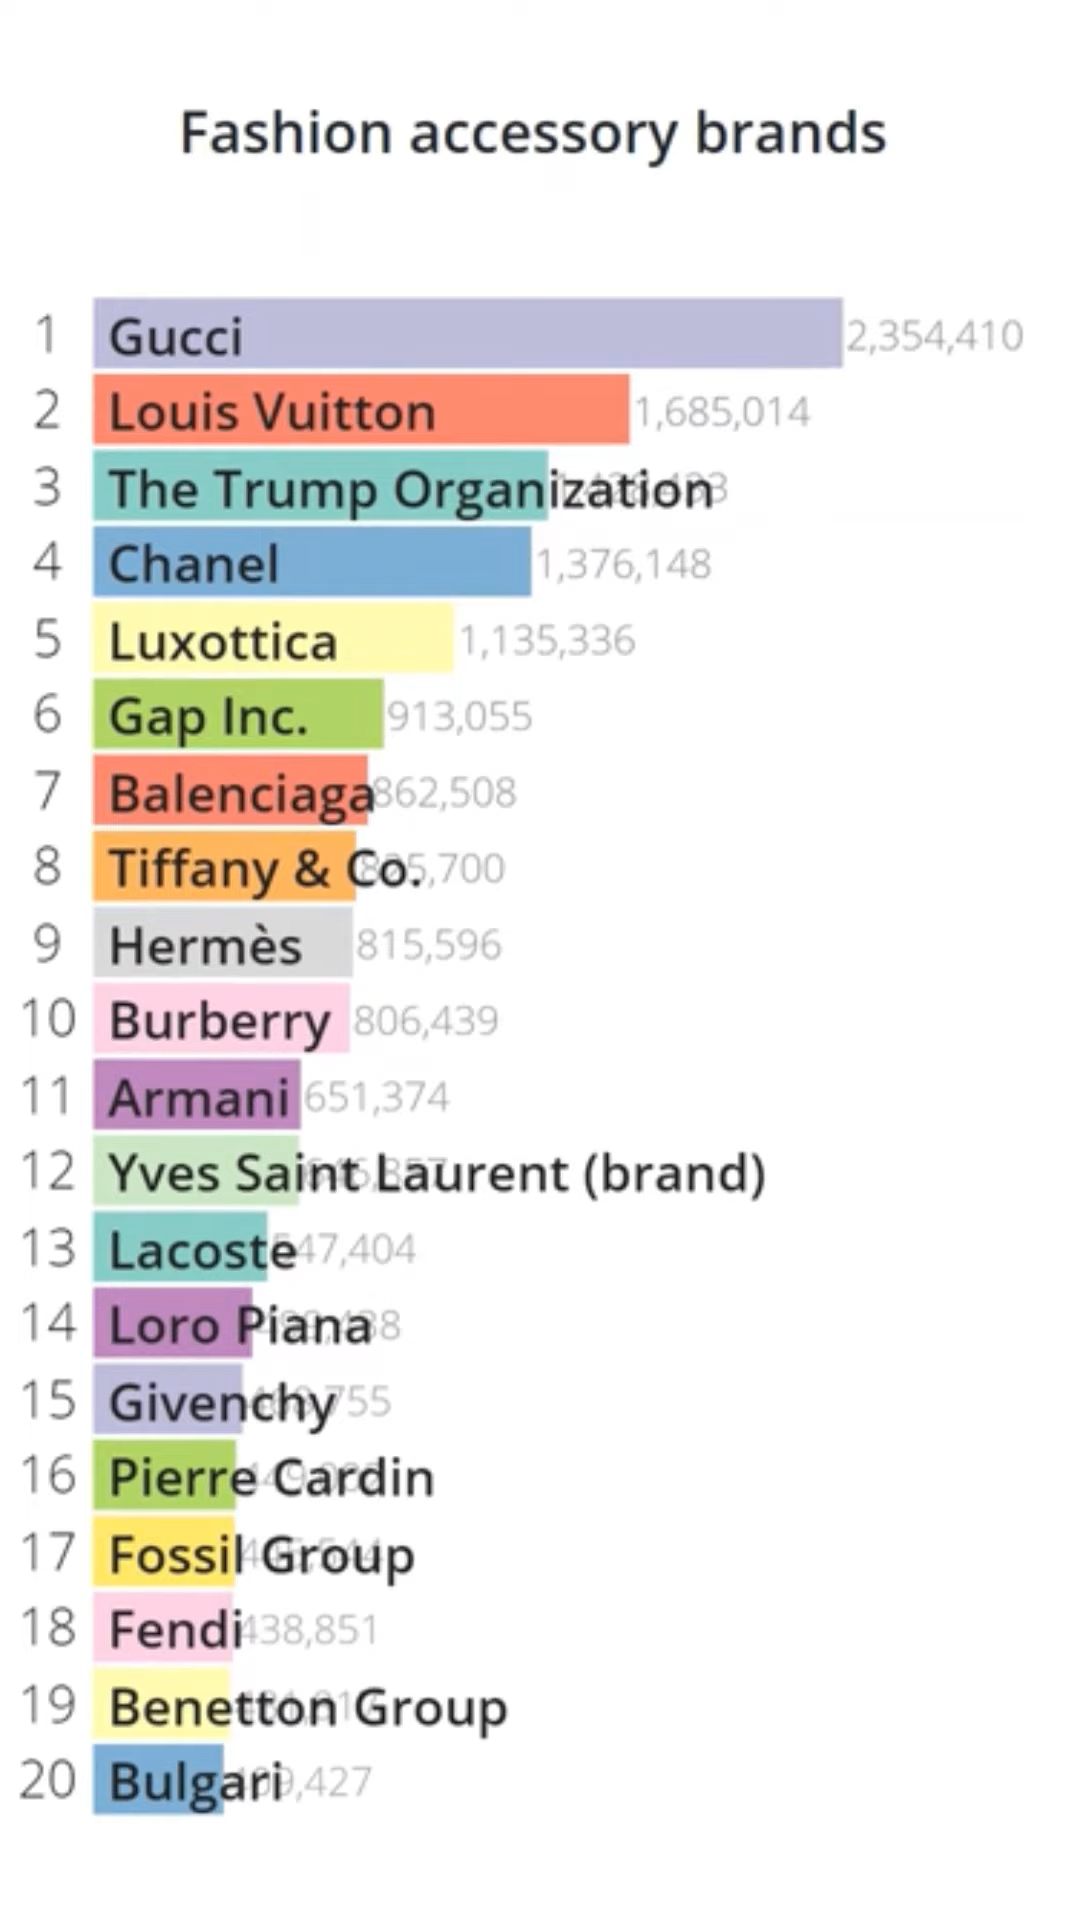 Fashion accessory brands
1 Gucci 2,354,410
2 Louis Vuitton 1,685,014
3 The Trump Organization
4 Chanel 1,376,148
5 Luxottica 1,135,336
6 Gap Inc. 913,055
7 Balenciaga 862,508
8 Tiffany & Co.
9 Hermès 815,596
10 Burberry 806,439
11 Armani 651,374
12 Yves Saint Laurent (brand)
13 Lacoste 547,404
14 Loro Piana
15 Givenchy
16 Pierre Cardin
17 Fossil Group
18 Fendi 438,851
19 Benetton Group
20 Bulgari